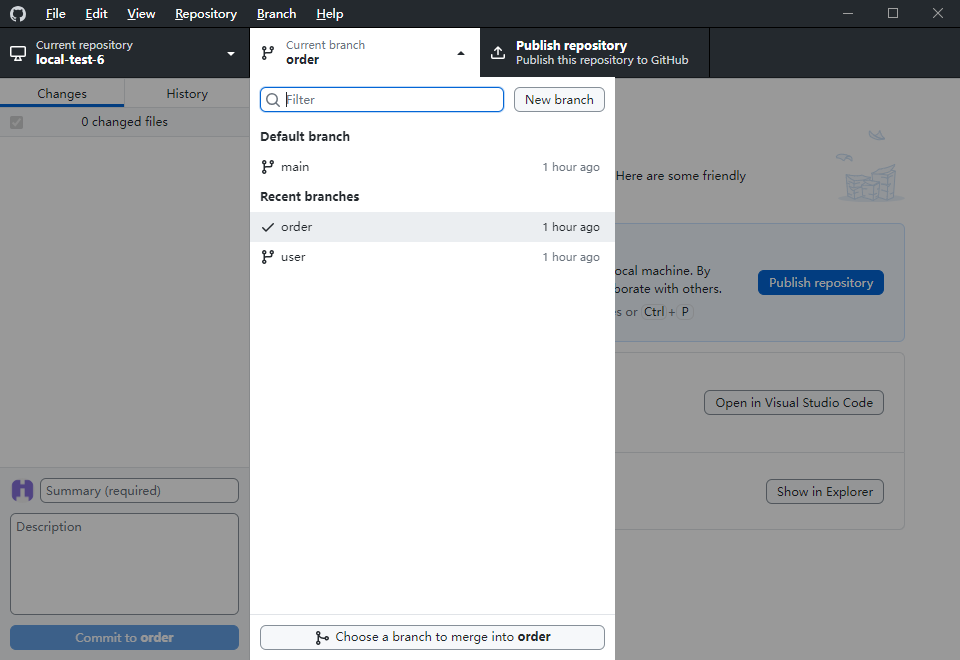 File Edit View Repository Branch Help
Current repository
local-test-6
Current branch
order
Publish repository
Publish this repository to GitHub
Changes History
0 changed files
Filter
New branch
Default branch
main 1 hour ago
Recent branches
order 1 hour ago
user 1 hour ago
Here are some friendly
ocal machine. By
borate with others.
s or Ctrl + P
Publish repository
Open in Visual Studio Code
Show in Explorer
Summary (required)
Description
Commit to order
Choose a branch to merge into order